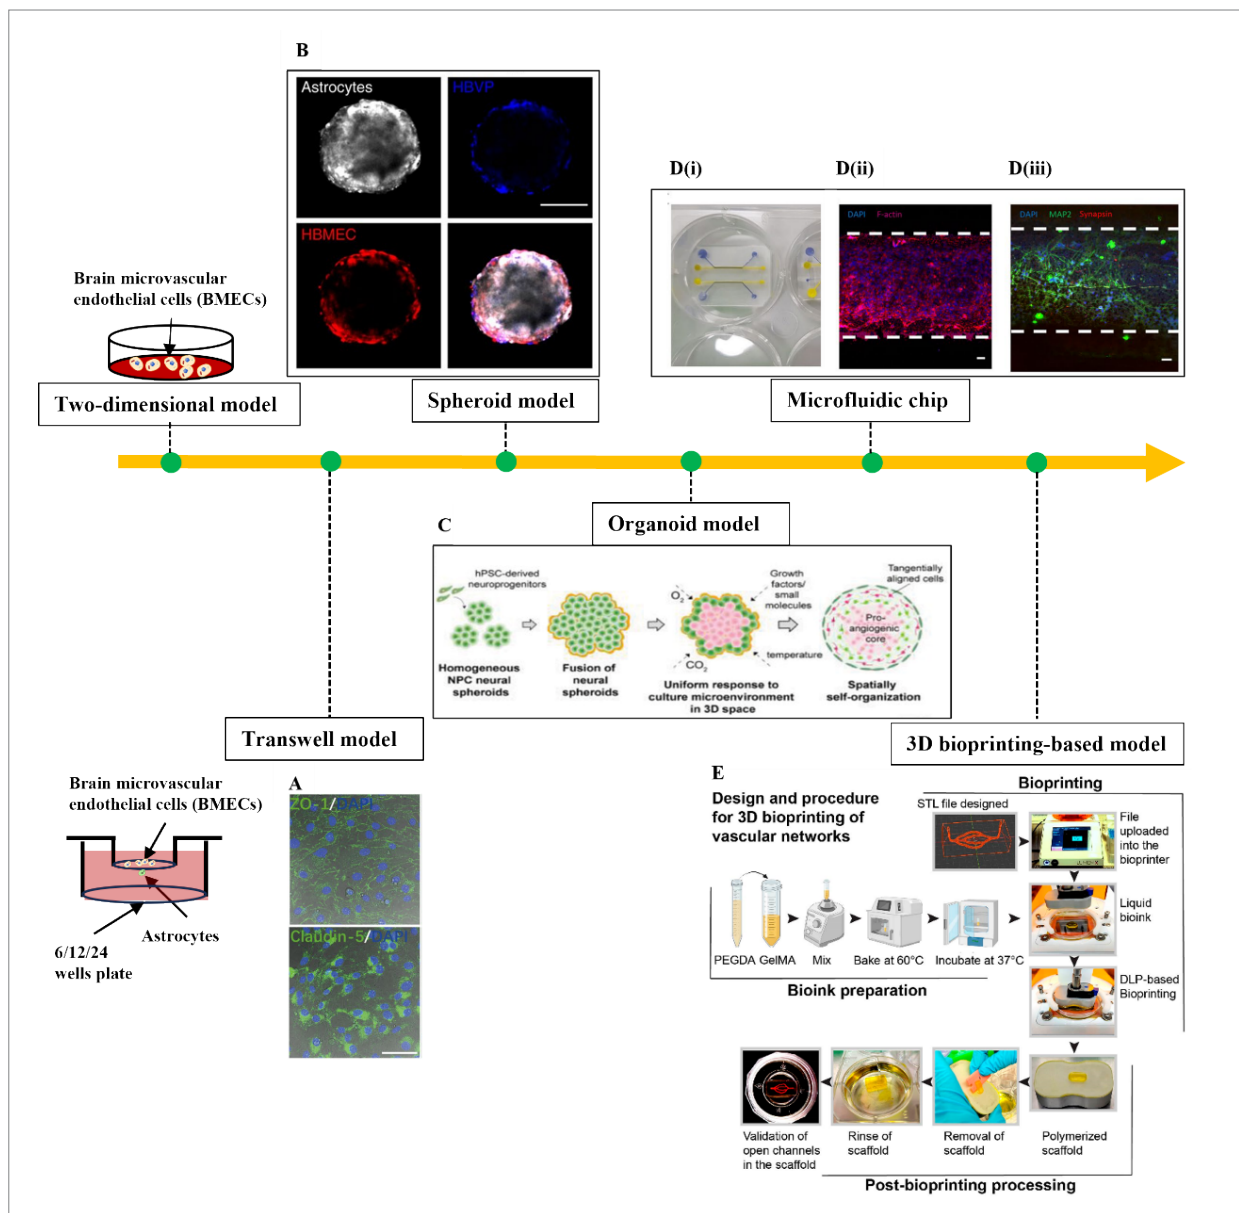 B
Astrocytes
HBVP
HBMEC
D(i)
D(ii)
D(iii)
DAPI F-actin
DAPI MAP2 Synapsin
Brain microvascular
endothelial cells (BMECs)
Two-dimensional model
Spheroid model
Microfluidic chip
Organoid model
C
hPSC-derived
neuroprogenitors
O2
CO2
Growth
factors/
small
molecules
temperature
Tangentially
aligned cells
Pro-
angiogenic
core
Homogeneous
NPC neural
spheroids
Fusion of
neural
spheroids
Uniform response to
culture microenvironment
in 3D space
Spatially
self-organization
Transwell model
3D bioprinting-based model
Brain microvascular
endothelial cells (BMECs)
Astrocytes
6/12/24
wells plate
A
ZO-1/DAPI
Claudin-5/DAPI
E
Design and procedure
for 3D bioprinting of
vascular networks
Bioprinting
STL file designed
File
uploaded
into the
bioprinter
Liquid
bioink
DLP-based
Bioprinting
PEGDA GelMA
Mix
Bake at 60°C
Incubate at 37°C
Bioink preparation
Validation of
open channels
in the scaffold
Rinse of
scaffold
Removal of
scaffold
Polymerized
scaffold
Post-bioprinting processing